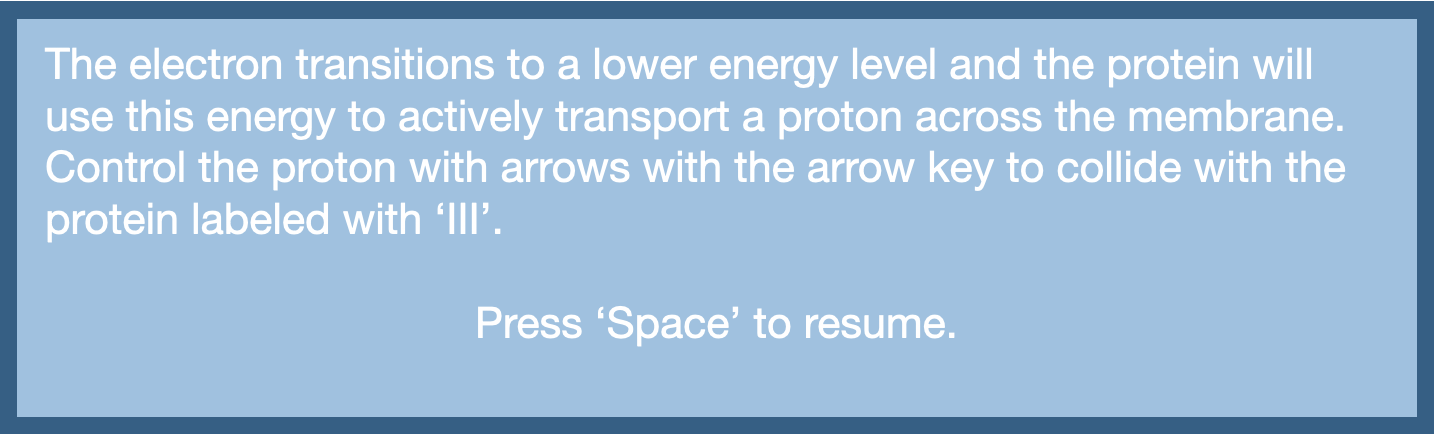 The electron transitions to a lower energy level and the protein will
use this energy to actively transport a proton across the membrane.
Control the proton with arrows with the arrow key to collide with the
protein labeled with ‘III’.
Press ‘Space’ to resume.